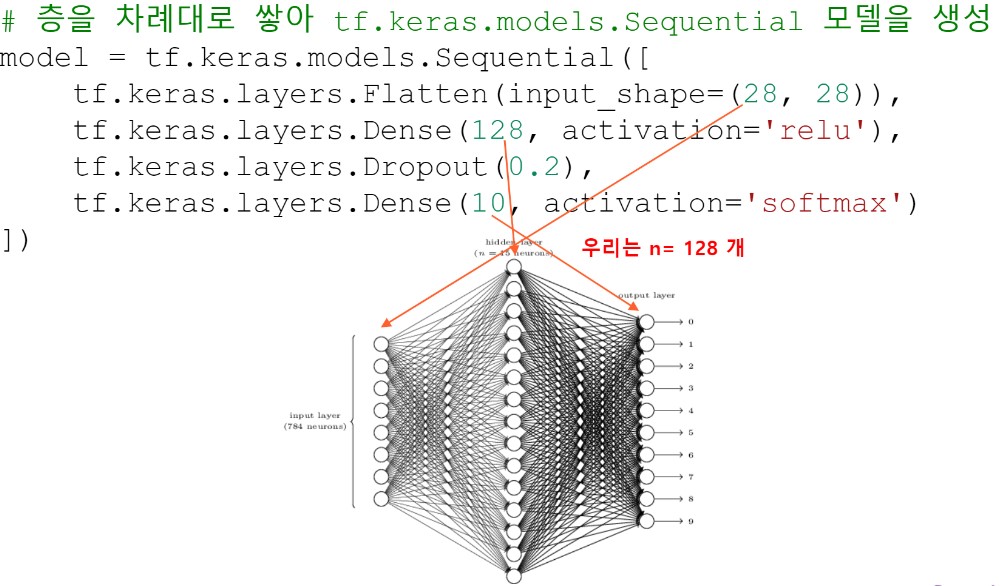 # 층을 차례대로 쌓아 tf.keras.models.Sequential 모델을 생성
model = tf.keras.models.Sequential([
    tf.keras.layers.Flatten(input_shape=(28, 28)),
    tf.keras.layers.Dense(128, activation='relu'),
    tf.keras.layers.Dropout(0.2),
    tf.keras.layers.Dense(10, activation='softmax')
])
hidden layer
(n = 15 neurons)
우리는 n= 128 개
output layer
input layer
(784 neurons)
0
1
2
3
4
5
6
7
8
9